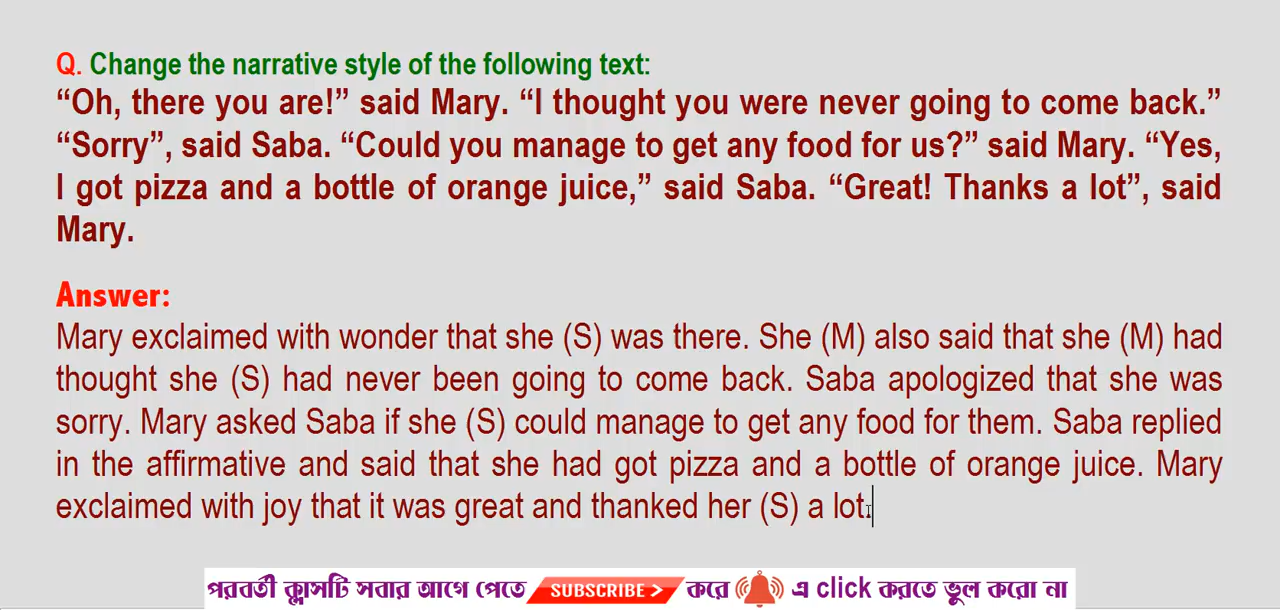 Q. Change the narrative style of the following text:
“Oh, there you are!” said Mary. “I thought you were never going to come back.”
“Sorry”, said Saba. “Could you manage to get any food for us?” said Mary. “Yes,
I got pizza and a bottle of orange juice,” said Saba. “Great! Thanks a lot”, said
Mary.
Answer:
Mary exclaimed with wonder that she (S) was there. She (M) also said that she (M) had
thought she (S) had never been going to come back. Saba apologized that she was
sorry. Mary asked Saba if she (S) could manage to get any food for them. Saba replied
in the affirmative and said that she had got pizza and a bottle of orange juice. Mary
exclaimed with joy that it was great and thanked her (S) a lot.
পরবর্তী ক্লাসটি সবার আগে পেতে SUBSCRIBE > করে এ click করতে ভুল করো না